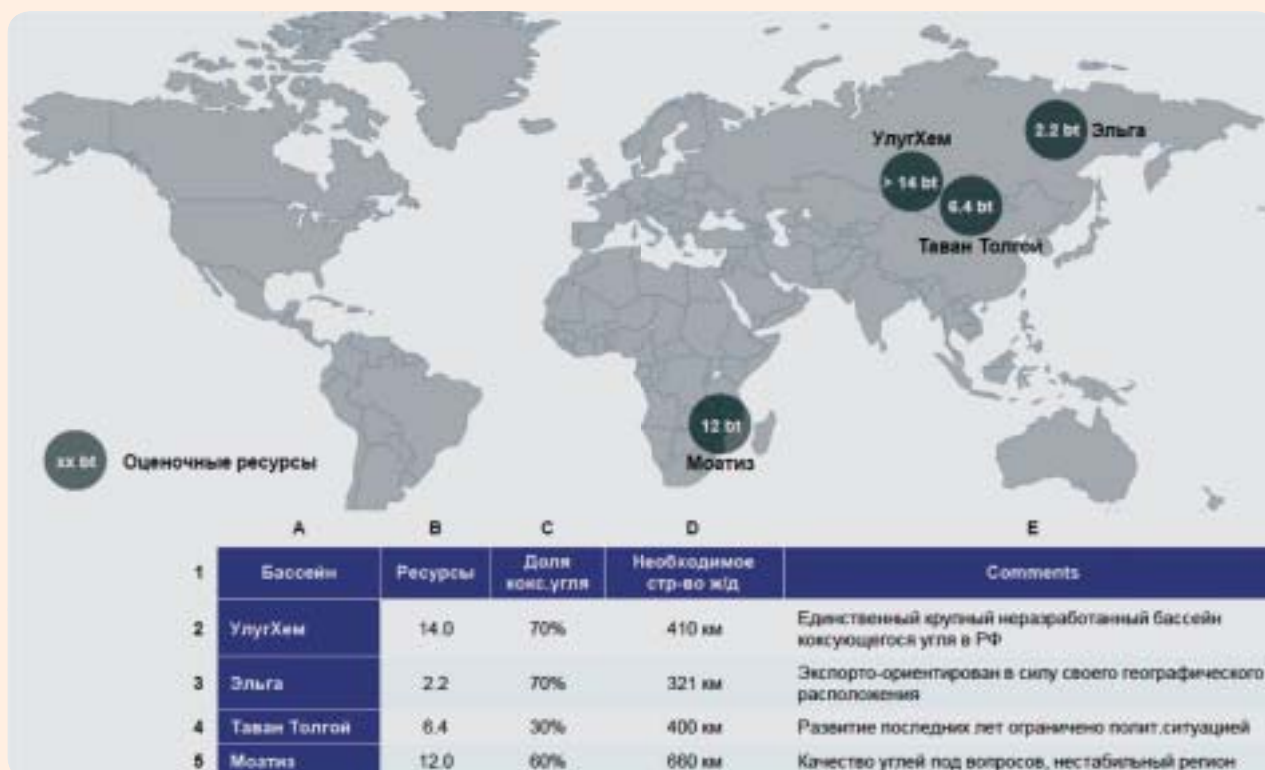 2.2 bt Эльга
УлугХем
> 14 bt
6.4 bt
Таван Толгой
12 bt
Моатиз
xx bt Оценочные ресурсы
A B C D E
1 Бассейн Ресурсы Доля кокс.угля Необходимое стр-во ж/д Comments
2 УлугХем 14.0 70% 410 км Единственный крупный неразработанный бассейн
коксующегося угля в РФ
3 Эльга 2.2 70% 321 км Экспорто-ориентирован в силу своего географического
расположения
4 Таван Толгой 6.4 30% 400 км Развитие последних лет ограничено полит.ситуацией
5 Моатиз 12.0 60% 660 км Качество углей под вопросов, нестабильный регион